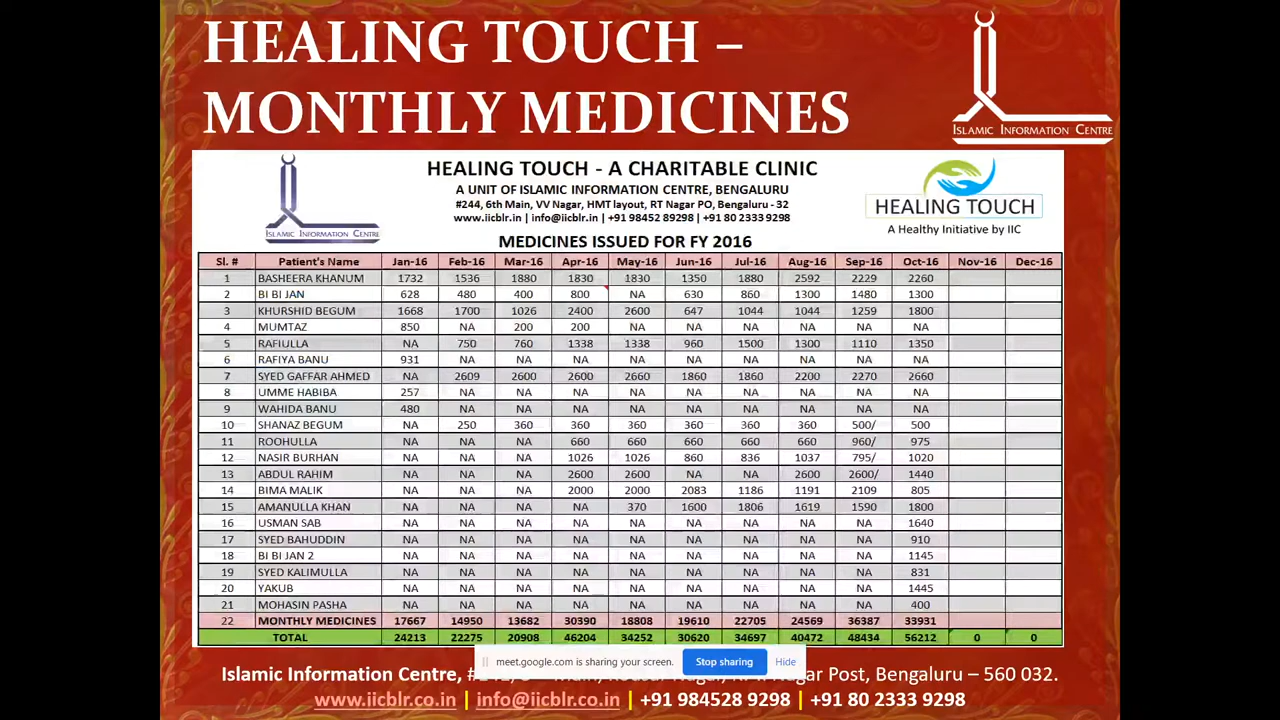 HEALING TOUCH –
MONTHLY MEDICINES
ISLAMIC INFORMATION CENTRE
ISLAMIC INFORMATION CENTRE
HEALING TOUCH - A CHARITABLE CLINIC
A UNIT OF ISLAMIC INFORMATION CENTRE, BENGALURU
#244, 6th Main, VV Nagar, HMT layout, RT Nagar PO, Bengaluru - 32
www.iicblr.in | info@iicblr.in | +91 98452 89298 | +91 80 2333 9298
HEALING TOUCH
A Healthy Initiative by IIC
MEDICINES ISSUED FOR FY 2016
Sl. # Patient's Name Jan-16 Feb-16 Mar-16 Apr-16 May-16 Jun-16 Jul-16 Aug-16 Sep-16 Oct-16 Nov-16 Dec-16
1 BASHEERA KHANUM 1732 1536 1880 1830 1830 1350 1880 2592 2229 2260
2 BI BI JAN 628 480 400 800 NA 630 860 1300 1480 1300
3 KHURSHID BEGUM 1668 1700 1026 2400 2600 647 1044 1044 1259 1800
4 MUMTAZ 850 NA 200 200 NA NA NA NA NA NA
5 RAFIULLA NA 750 760 1338 1338 960 1500 1300 1110 1350
6 RAFIYA BANU 931 NA NA NA NA NA NA NA NA NA
7 SYED GAFFAR AHMED NA 2609 2600 2600 2660 1860 1860 2200 2270 2660
8 UMME HABIBA 257 NA NA NA NA NA NA NA NA NA
9 WAHIDA BANU 480 NA NA NA NA NA NA NA NA NA
10 SHANAZ BEGUM NA 250 360 360 360 360 360 360 500/ 500
11 ROOHULLA NA NA NA 660 660 660 660 660 960/ 975
12 NASIR BURHAN NA NA NA 1026 1026 860 836 1037 795/ 1020
13 ABDUL RAHIM NA NA NA 2600 2600 NA NA 2600 2600/ 1440
14 BIMA MALIK NA NA NA 2000 2000 2083 1186 1191 2109 805
15 AMANULLA KHAN NA NA NA NA 370 1600 1806 1619 1590 1800
16 USMAN SAB NA NA NA NA NA NA NA NA NA 1640
17 SYED BAHUDDIN NA NA NA NA NA NA NA NA NA 910
18 BI BI JAN 2 NA NA NA NA NA NA NA NA NA 1145
19 SYED KALIMULLA NA NA NA NA NA NA NA NA NA 831
20 YAKUB NA NA NA NA NA NA NA NA NA 1445
21 MOHASIN PASHA NA NA NA NA NA NA NA NA NA 400
22 MONTHLY MEDICINES 17667 14950 13682 30390 18808 19610 22705 24569 36387 33931
TOTAL 24213 22275 20908 46204 34252 30620 34697 40472 48434 56212 0 0
meet.google.com is sharing your screen. Stop sharing Hide
Islamic Information Centre, Nagar Post, Bengaluru – 560 032.
www.iicblr.co.in | info@iicblr.co.in | +91 984528 9298 | +91 80 2333 9298